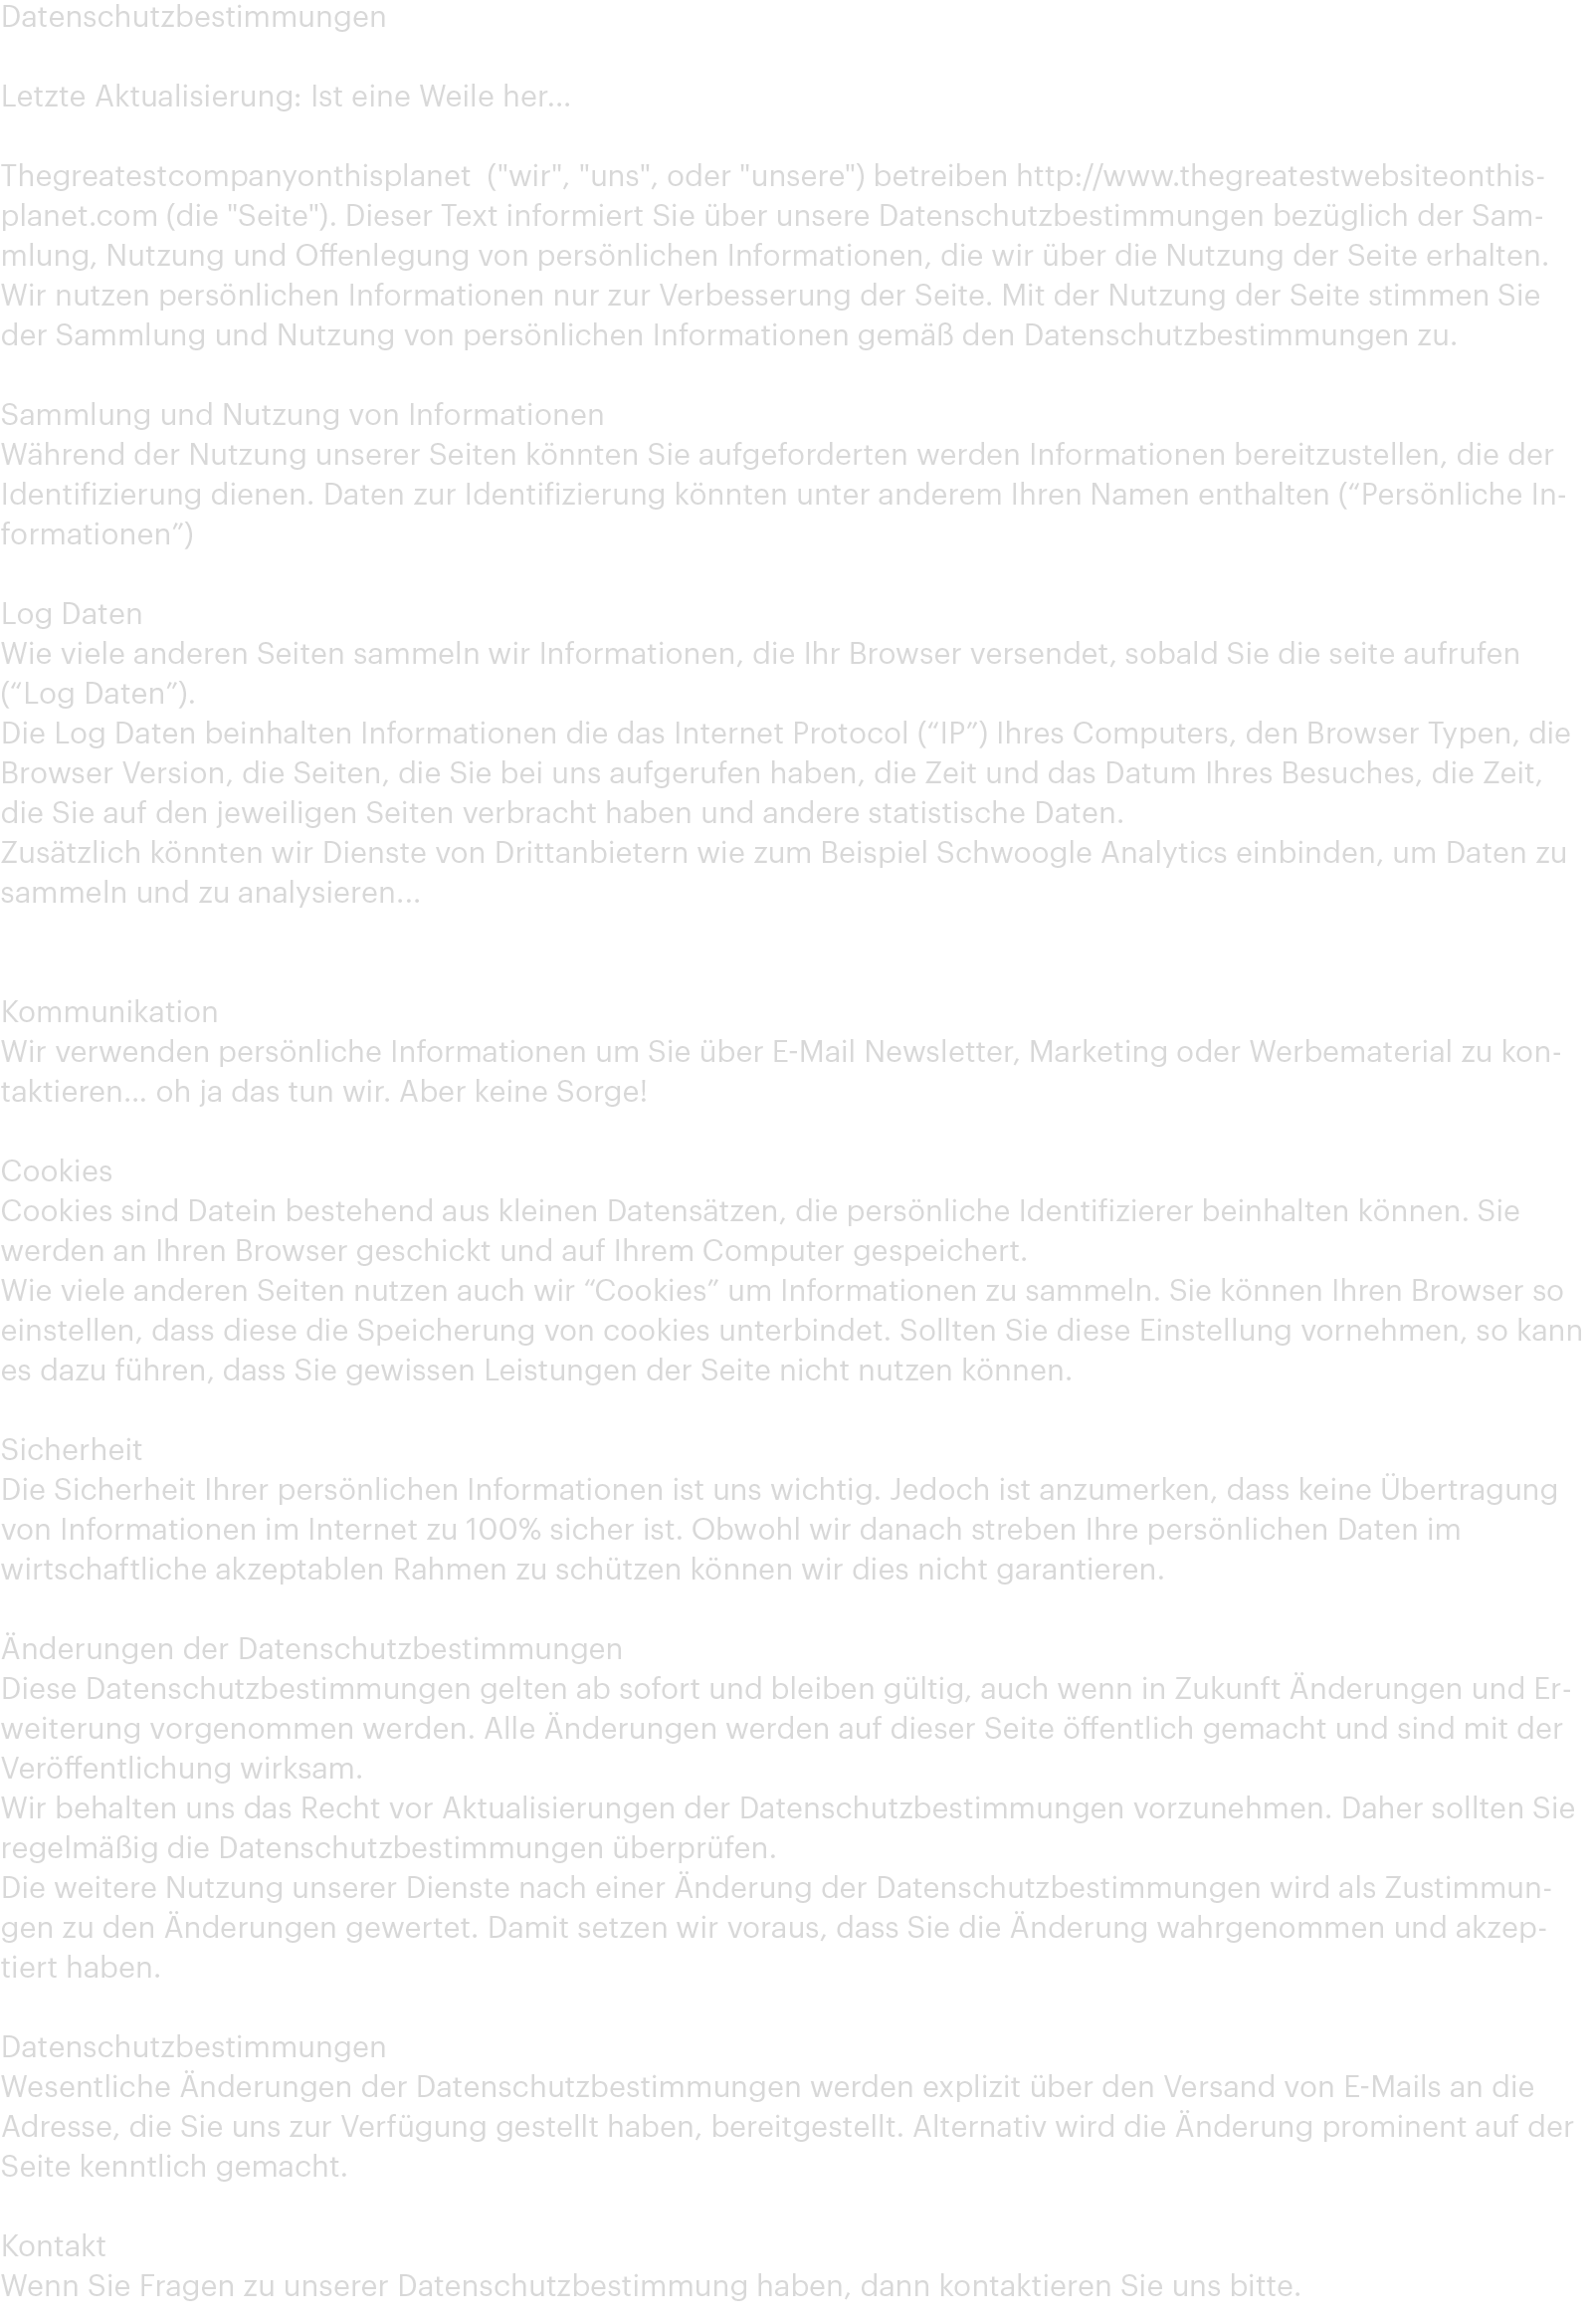 Datenschutzbestimmungen
Letzte Aktualisierung: Ist eine Weile her...
Thegreatestcompanyonthisplanet  ("wir", "uns", oder "unsere") betreiben http://www.thegreatestwebsiteonthis-
planet.com (die "Seite"). Dieser Text informiert Sie über unsere Datenschutzbestimmungen bezüglich der Sam-
mlung, Nutzung und Offenlegung von persönlichen Informationen, die wir über die Nutzung der Seite erhalten.
Wir nutzen persönlichen Informationen nur zur Verbesserung der Seite. Mit der Nutzung der Seite stimmen Sie
der Sammlung und Nutzung von persönlichen Informationen gemäß den Datenschutzbestimmungen zu.
Sammlung und Nutzung von Informationen
Während der Nutzung unserer Seiten könnten Sie aufgeforderten werden Informationen bereitzustellen, die der
Identifizierung dienen. Daten zur Identifizierung könnten unter anderem Ihren Namen enthalten (“Persönliche In-
formationen”)
Log Daten
Wie viele anderen Seiten sammeln wir Informationen, die Ihr Browser versendet, sobald Sie die seite aufrufen
(“Log Daten”).
Die Log Daten beinhalten Informationen die das Internet Protocol (“IP”) Ihres Computers, den Browser Typen, die
Browser Version, die Seiten, die Sie bei uns aufgerufen haben, die Zeit und das Datum Ihres Besuches, die Zeit,
die Sie auf den jeweiligen Seiten verbracht haben und andere statistische Daten.
Zusätzlich könnten wir Dienste von Drittanbietern wie zum Beispiel Schwoogle Analytics einbinden, um Daten zu
sammeln und zu analysieren...
Kommunikation
Wir verwenden persönliche Informationen um Sie über E-Mail Newsletter, Marketing oder Werbematerial zu kon-
taktieren... oh ja das tun wir. Aber keine Sorge!
Cookies
Cookies sind Datein bestehend aus kleinen Datensätzen, die persönliche Identifizierer beinhalten können. Sie
werden an Ihren Browser geschickt und auf Ihrem Computer gespeichert.
Wie viele anderen Seiten nutzen auch wir “Cookies” um Informationen zu sammeln. Sie können Ihren Browser so
einstellen, dass diese die Speicherung von cookies unterbindet. Sollten Sie diese Einstellung vornehmen, so kann
es dazu führen, dass Sie gewissen Leistungen der Seite nicht nutzen können.
Sicherheit
Die Sicherheit Ihrer persönlichen Informationen ist uns wichtig. Jedoch ist anzumerken, dass keine Übertragung
von Informationen im Internet zu 100% sicher ist. Obwohl wir danach streben Ihre persönlichen Daten im
wirtschaftliche akzeptablen Rahmen zu schützen können wir dies nicht garantieren.
Änderungen der Datenschutzbestimmungen
Diese Datenschutzbestimmungen gelten ab sofort und bleiben gültig, auch wenn in Zukunft Änderungen und Er-
weiterung vorgenommen werden. Alle Änderungen werden auf dieser Seite öffentlich gemacht und sind mit der
Veröffentlichung wirksam.
Wir behalten uns das Recht vor Aktualisierungen der Datenschutzbestimmungen vorzunehmen. Daher sollten Sie
regelmäßig die Datenschutzbestimmungen überprüfen.
Die weitere Nutzung unserer Dienste nach einer Änderung der Datenschutzbestimmungen wird als Zustimmun-
gen zu den Änderungen gewertet. Damit setzen wir voraus, dass Sie die Änderung wahrgenommen und akzep-
tiert haben.
Datenschutzbestimmungen
Wesentliche Änderungen der Datenschutzbestimmungen werden explizit über den Versand von E-Mails an die
Adresse, die Sie uns zur Verfügung gestellt haben, bereitgestellt. Alternativ wird die Änderung prominent auf der
Seite kenntlich gemacht.
Kontakt
Wenn Sie Fragen zu unserer Datenschutzbestimmung haben, dann kontaktieren Sie uns bitte.